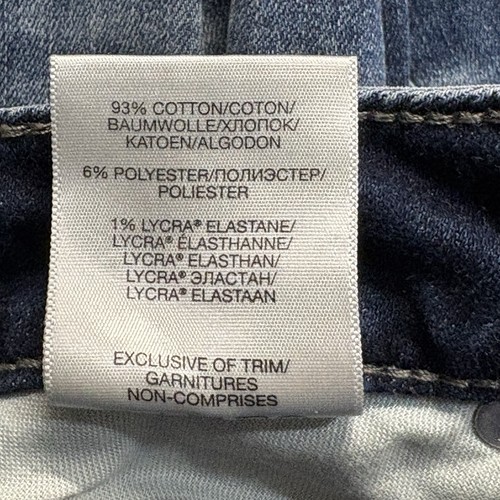 93% COTTON/COTON/
BAUMWOLLE/ХЛОПОК/
KATOEN/ALGODON
6% POLYESTER/ПОЛИЭСТЕР/
POLIESTER
1% LYCRA® ELASTANE/
LYCRA® ÉLASTHANNE/
LYCRA® ELASTHAN/
LYCRA® ЭЛАСТАН/
LYCRA® ELASTAAN
EXCLUSIVE OF TRIM/
GARNITURES
NON-COMPRISES